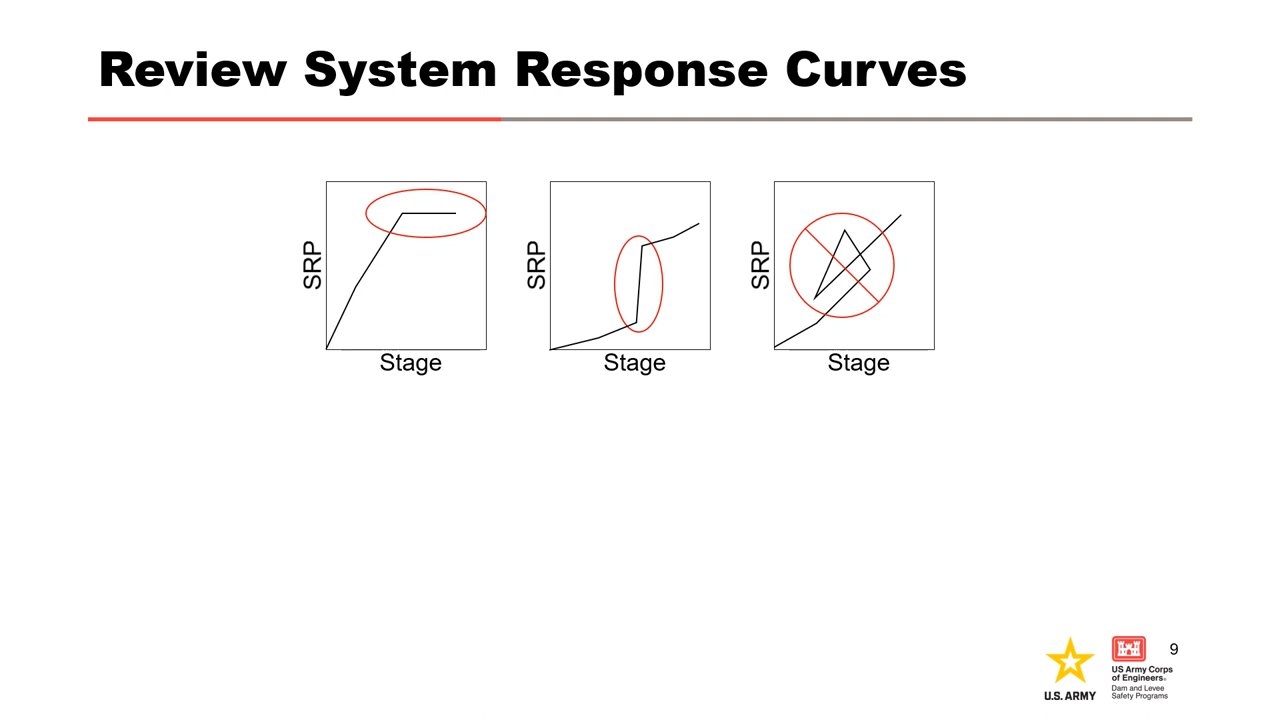 Review System Response Curves
SRP
Stage
SRP
Stage
SRP
Stage
U.S. ARMY
US Army Corps
of Engineers®
Dam and Levee
Safety Programs
9